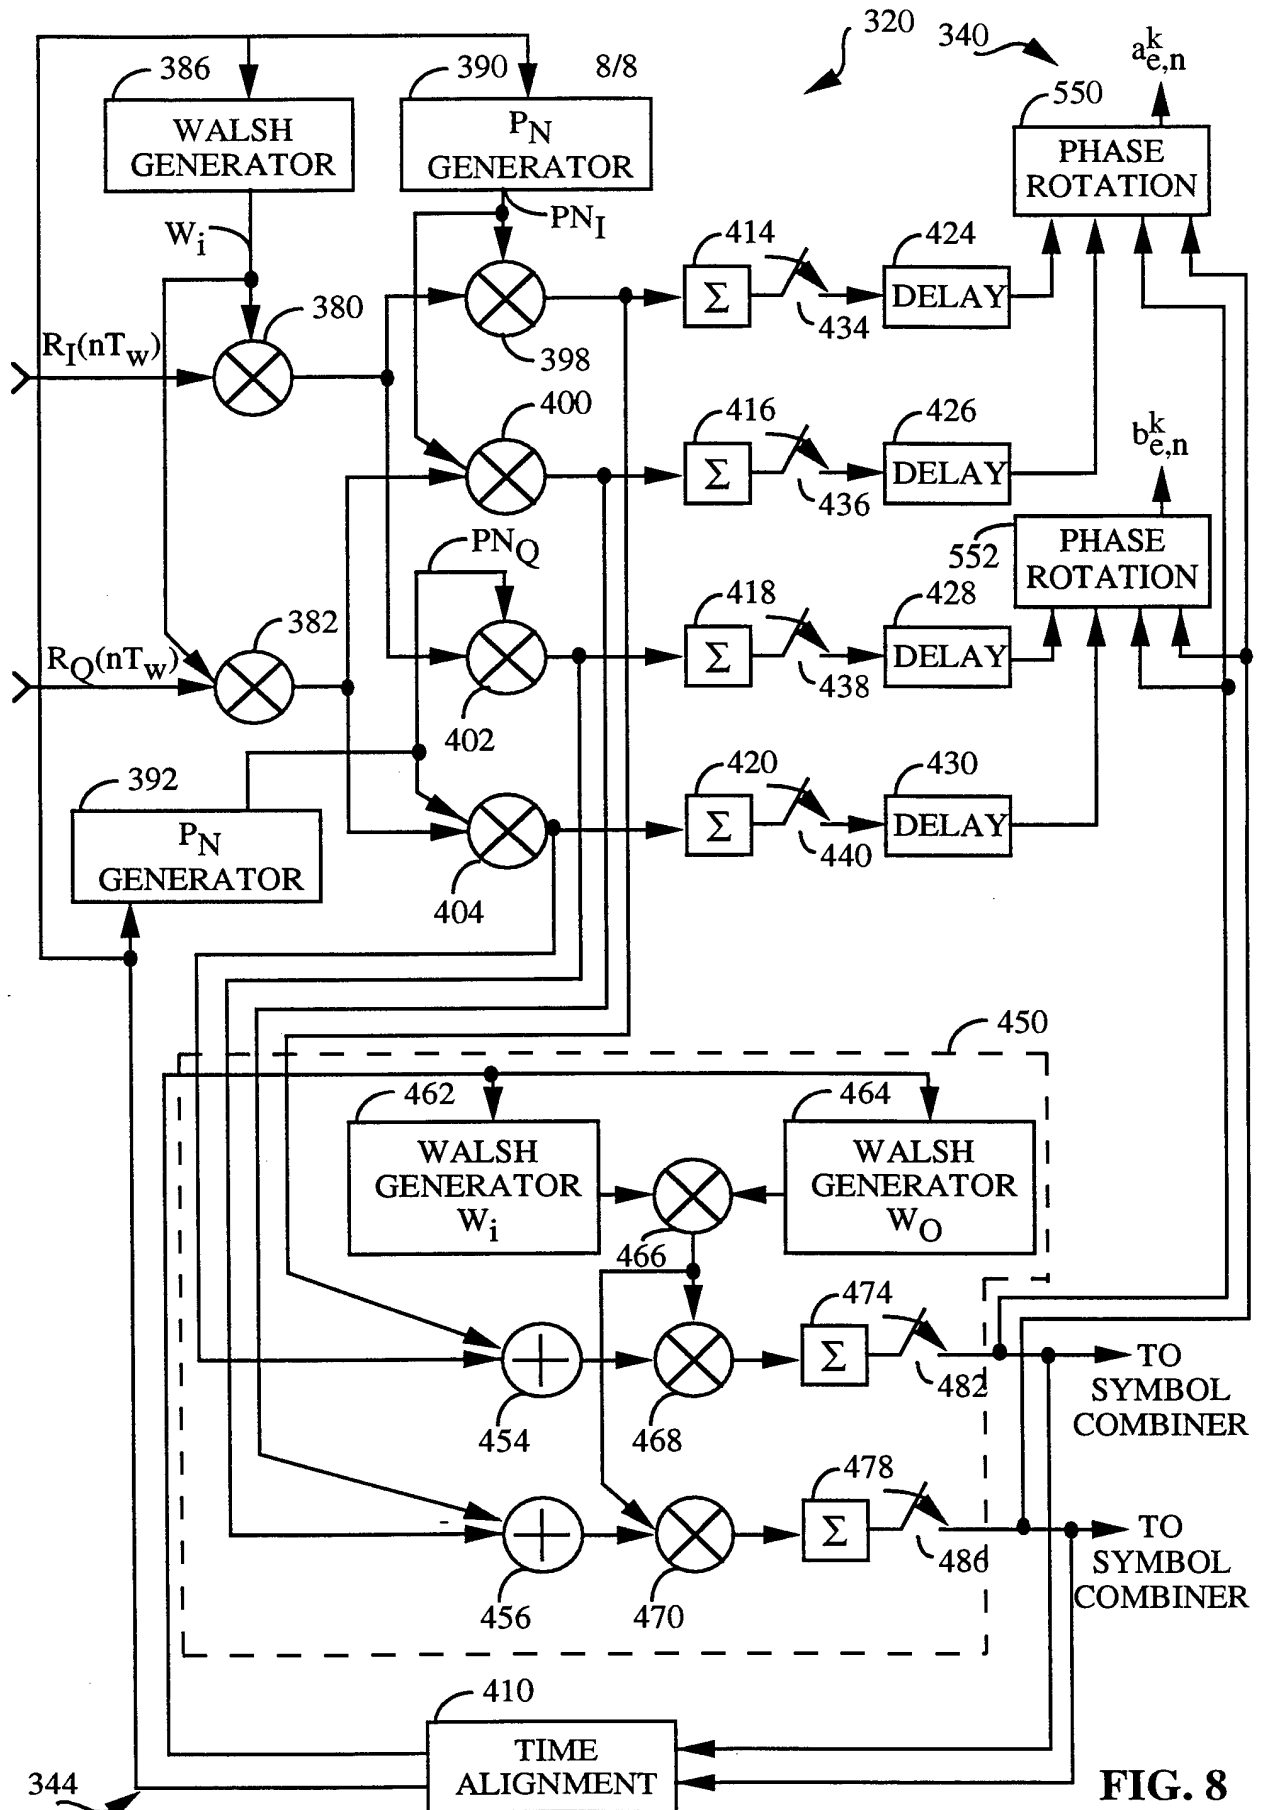 320
340
a^k_{e,n}
386
390
8/8
550
WALSH
GENERATOR
P_N
GENERATOR
PHASE
ROTATION
W_i
PN_I
414
424
Σ
DELAY
434
380
398
R_I(nT_w)
400
416
426
b^k_{e,n}
Σ
DELAY
436
PN_Q
552
PHASE
ROTATION
382
418
428
Σ
DELAY
438
R_Q(nT_w)
402
392
420
430
P_N
GENERATOR
Σ
DELAY
440
404
450
462
464
WALSH
GENERATOR
W_i
WALSH
GENERATOR
W_O
466
474
Σ
482
TO
SYMBOL
COMBINER
454
468
478
-
Σ
486
TO
SYMBOL
COMBINER
456
470
410
TIME
ALIGNMENT
344
FIG. 8